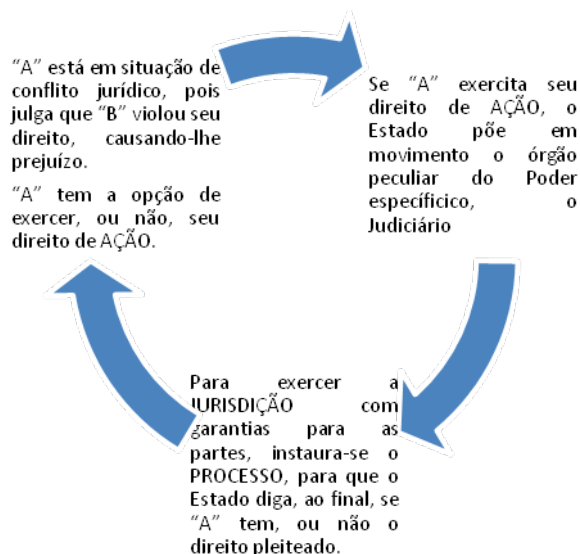 "A" está em situação de
conflito jurídico, pois
julga que "B" violou seu
direito, causando-lhe
prejuízo.
"A" tem a opção de
exercer, ou não, seu
direito de AÇÃO.
Se "A" exercita seu
direito de AÇÃO, o
Estado põe em
movimento o órgão
peculiar do Poder
específicico, o
Judiciário
Para exercer a
JURISDIÇÃO com
garantias para as
partes, instaura-se o
PROCESSO, para que o
Estado diga, ao final, se
"A" tem, ou não o
direito pleiteado.